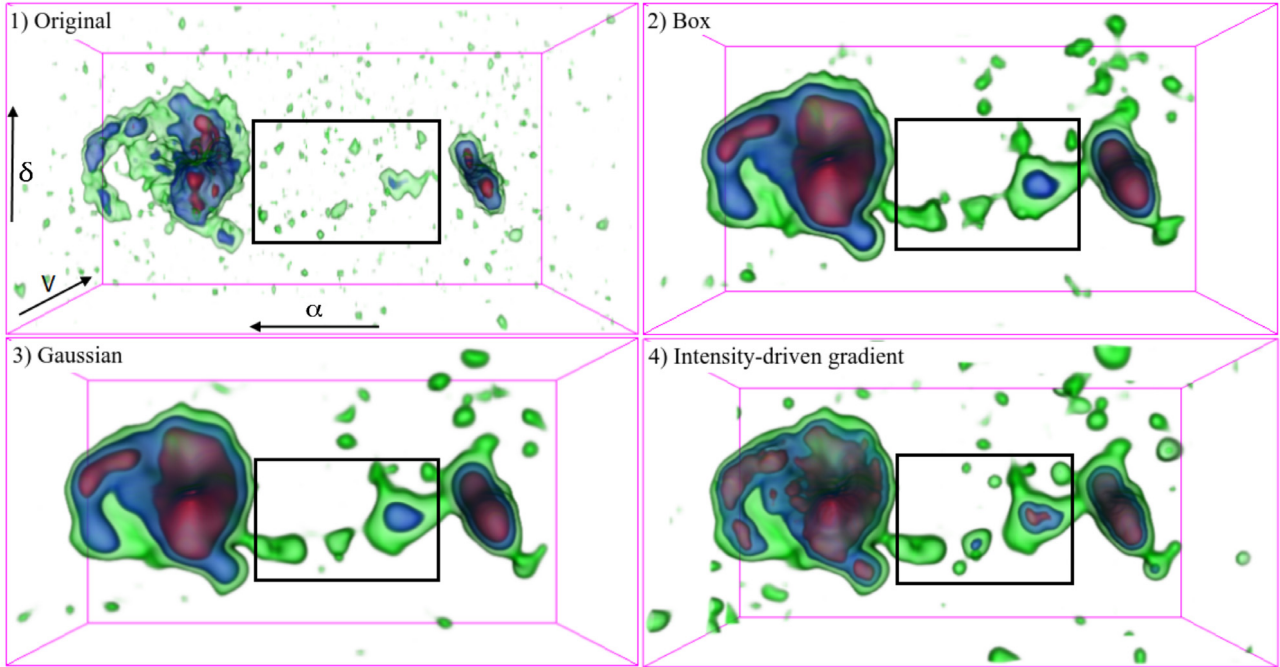 1) Original
2) Box
δ
V
α
3) Gaussian
4) Intensity-driven gradient